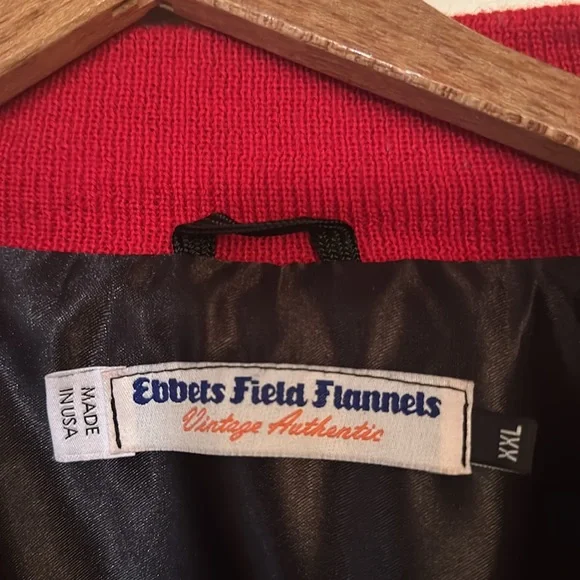 MADE
IN USA
Ebbets Field Flannels
Vintage Authentic
XXL